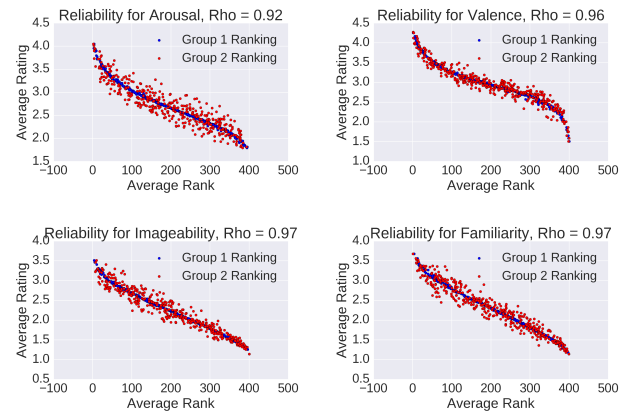 Reliability for Arousal, Rho = 0.92
4.5
4.0
3.5
3.0
2.5
2.0
1.5
Average Rating
Group 1 Ranking
Group 2 Ranking
−100 0 100 200 300 400 500
Average Rank
Reliability for Valence, Rho = 0.96
4.5
4.0
3.5
3.0
2.5
2.0
1.5
1.0
Average Rating
Group 1 Ranking
Group 2 Ranking
−100 0 100 200 300 400 500
Average Rank
Reliability for Imageability, Rho = 0.97
4.0
3.5
3.0
2.5
2.0
1.5
1.0
0.5
Average Rating
Group 1 Ranking
Group 2 Ranking
−100 0 100 200 300 400 500
Average Rank
Reliability for Familiarity, Rho = 0.97
4.0
3.5
3.0
2.5
2.0
1.5
1.0
0.5
Average Rating
Group 1 Ranking
Group 2 Ranking
−100 0 100 200 300 400 500
Average Rank